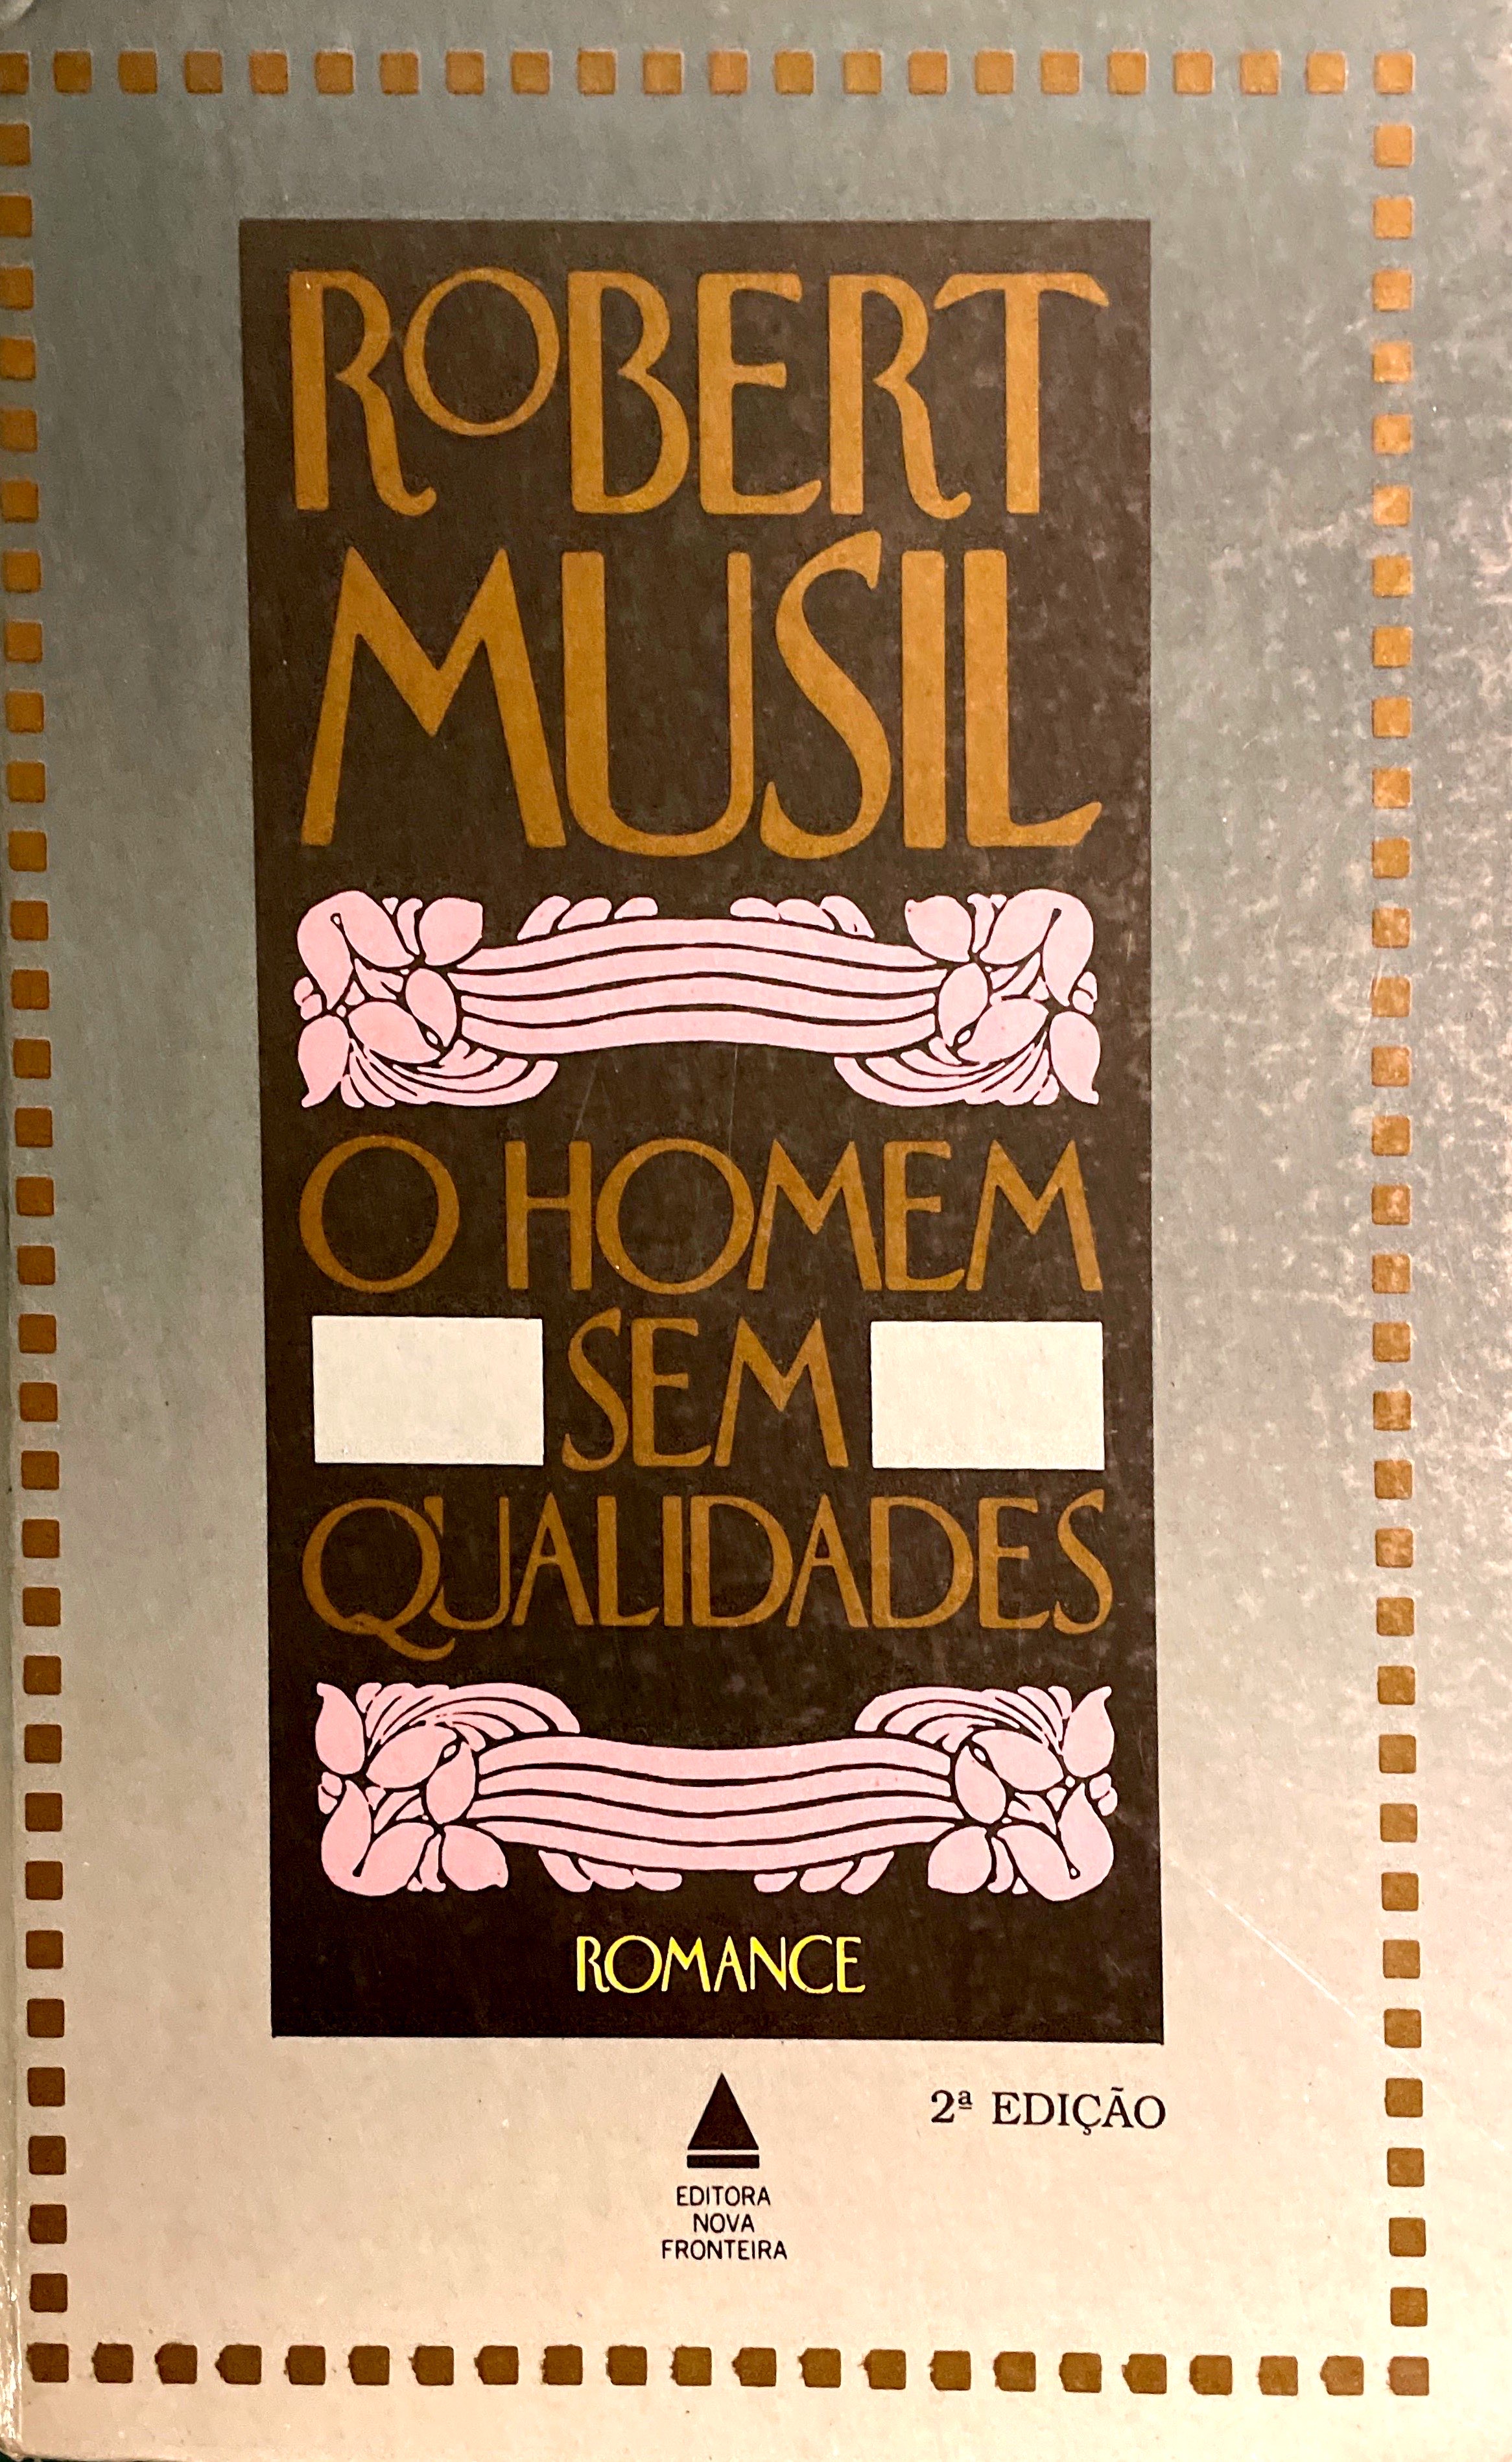 ROBERT
MUSIL
O HOMEM
SEM
QUALIDADES
ROMANCE
2ª EDIÇÃO
EDITORA
NOVA
FRONTEIRA